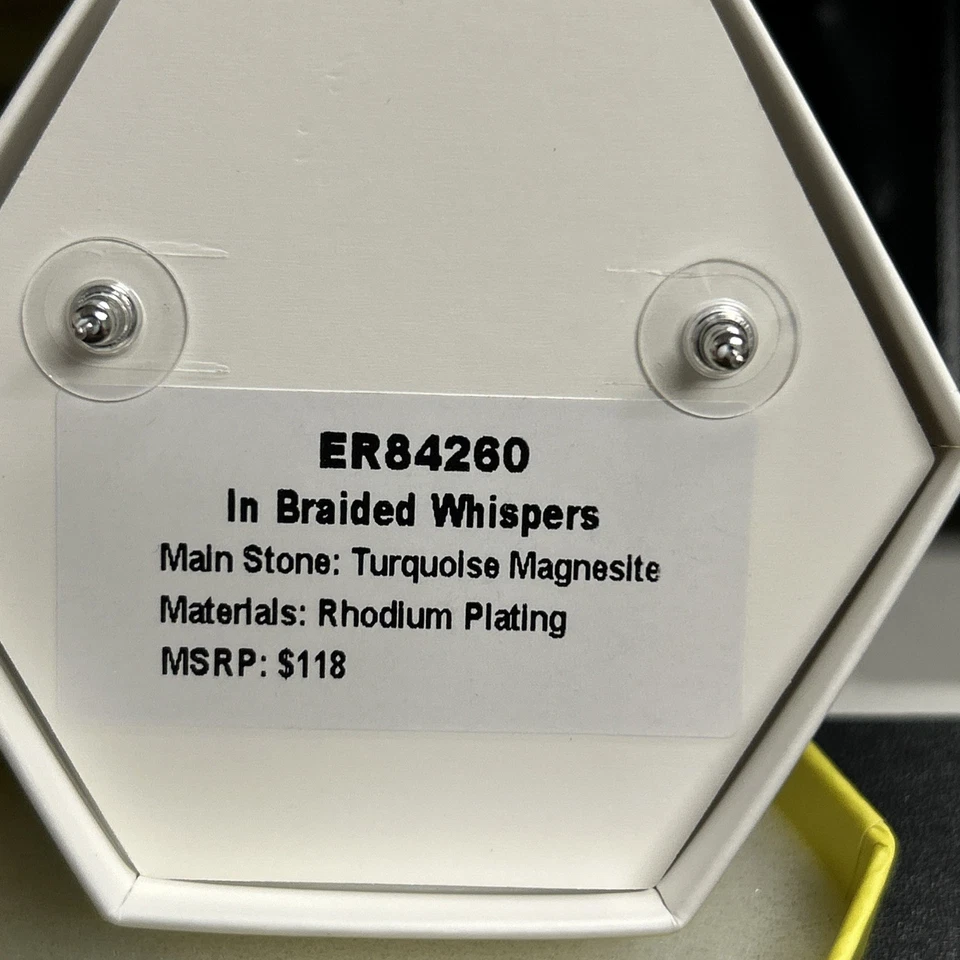 ER84260
In Braided Whispers
Main Stone: Turquoise Magnesite
Materials: Rhodium Plating
MSRP: $118